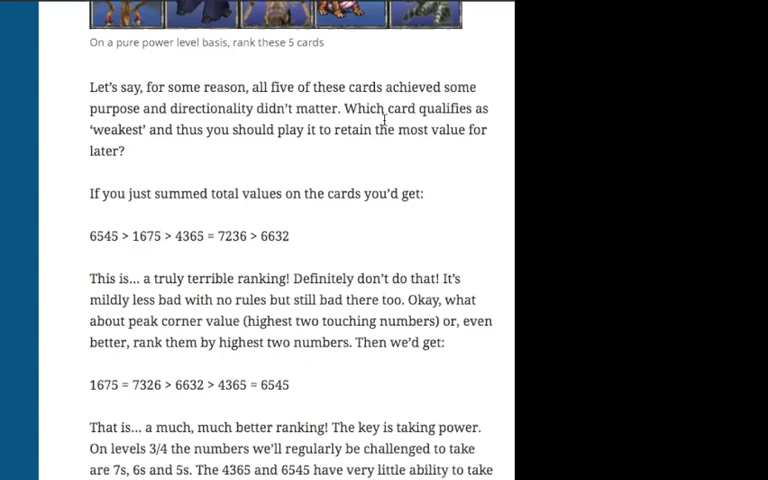 On a pure power level basis, rank these 5 cards
Let's say, for some reason, all five of these cards achieved some
purpose and directionality didn't matter. Which card qualifies as
'weakest' and thus you should play it to retain the most value for
later?
If you just summed total values on the cards you'd get:
6545 > 1675 > 4365 = 7236 > 6632
This is... a truly terrible ranking! Definitely don't do that! It's
mildly less bad with no rules but still bad there too. Okay, what
about peak corner value (highest two touching numbers) or, even
better, rank them by highest two numbers. Then we'd get:
1675 = 7326 > 6632 > 4365 = 6545
That is... a much, much better ranking! The key is taking power.
On levels 3/4 the numbers we'll regularly be challenged to take
are 7s, 6s and 5s. The 4365 and 6545 have very little ability to take